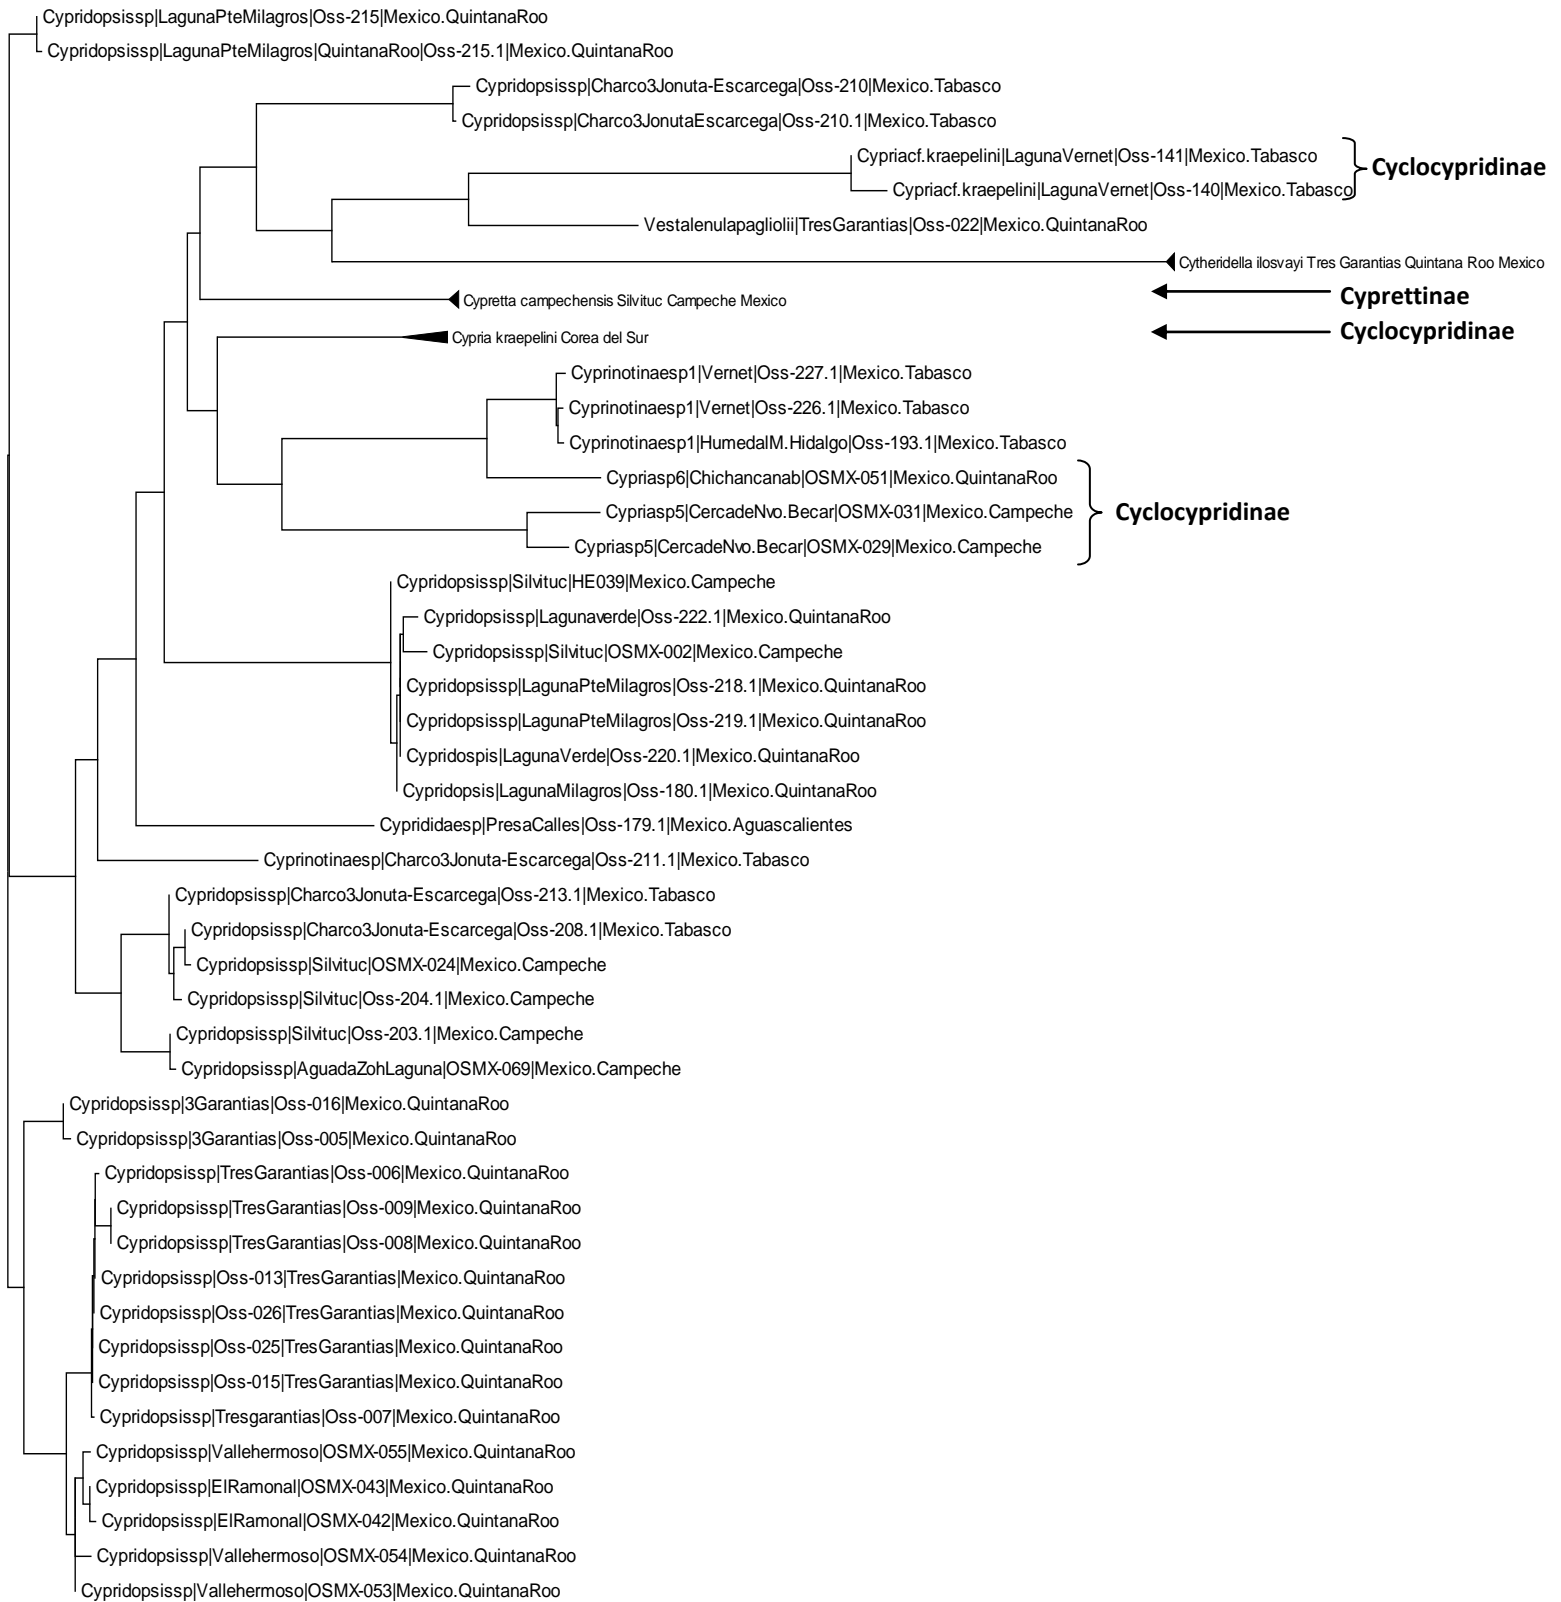 Cypridopsissp|LagunaPteMilagros|Oss-215|Mexico.QuintanaRoo
Cypridopsissp|LagunaPteMilagros|QuintanaRoo|Oss-215.1|Mexico.QuintanaRoo
Cypridopsissp|Charco3Jonuta-Escarcega|Oss-210|Mexico.Tabasco
Cypridopsissp|Charco3JonutaEscarcega|Oss-210.1|Mexico.Tabasco
Cypriacf.kraepelini|LagunaVernet|Oss-141|Mexico.Tabasco
Cyclocypridinae
Cypriacf.kraepelini|LagunaVernet|Oss-140|Mexico.Tabasco
Vestalenulapagliolii|TresGarantias|Oss-022|Mexico.QuintanaRoo
Cytheridella ilosvayi Tres Garantias Quintana Roo Mexico
Cypretta campechensis Silvituc Campeche Mexico
Cyprettinae
Cypria kraepelini Corea del Sur
Cyclocypridinae
Cyprinotinaesp1|Vernet|Oss-227.1|Mexico.Tabasco
Cyprinotinaesp1|Vernet|Oss-226.1|Mexico.Tabasco
Cyprinotinaesp1|HumedalM.Hidalgo|Oss-193.1|Mexico.Tabasco
Cypriasp6|Chichancanab|OSMX-051|Mexico.QuintanaRoo
Cypriasp5|CercadeNvo.Becar|OSMX-031|Mexico.Campeche
Cyclocypridinae
Cypriasp5|CercadeNvo.Becar|OSMX-029|Mexico.Campeche
Cypridopsissp|Silvituc|HE039|Mexico.Campeche
Cypridopsissp|Lagunaverde|Oss-222.1|Mexico.QuintanaRoo
Cypridopsissp|Silvituc|OSMX-002|Mexico.Campeche
Cypridopsissp|LagunaPteMilagros|Oss-218.1|Mexico.QuintanaRoo
Cypridopsissp|LagunaPteMilagros|Oss-219.1|Mexico.QuintanaRoo
Cypridospis|LagunaVerde|Oss-220.1|Mexico.QuintanaRoo
Cypridopsis|LagunaMilagros|Oss-180.1|Mexico.QuintanaRoo
Cyprididaesp|PresaCalles|Oss-179.1|Mexico.Aguascalientes
Cyprinotinaesp|Charco3Jonuta-Escarcega|Oss-211.1|Mexico.Tabasco
Cypridopsissp|Charco3Jonuta-Escarcega|Oss-213.1|Mexico.Tabasco
Cypridopsissp|Charco3Jonuta-Escarcega|Oss-208.1|Mexico.Tabasco
Cypridopsissp|Silvituc|OSMX-024|Mexico.Campeche
Cypridopsissp|Silvituc|Oss-204.1|Mexico.Campeche
Cypridopsissp|Silvituc|Oss-203.1|Mexico.Campeche
Cypridopsissp|AguadaZohLaguna|OSMX-069|Mexico.Campeche
Cypridopsissp|3Garantias|Oss-016|Mexico.QuintanaRoo
Cypridopsissp|3Garantias|Oss-005|Mexico.QuintanaRoo
Cypridopsissp|TresGarantias|Oss-006|Mexico.QuintanaRoo
Cypridopsissp|TresGarantias|Oss-009|Mexico.QuintanaRoo
Cypridopsissp|TresGarantias|Oss-008|Mexico.QuintanaRoo
Cypridopsissp|Oss-013|TresGarantias|Mexico.QuintanaRoo
Cypridopsissp|Oss-026|TresGarantias|Mexico.QuintanaRoo
Cypridopsissp|Oss-025|TresGarantias|Mexico.QuintanaRoo
Cypridopsissp|Oss-015|TresGarantias|Mexico.QuintanaRoo
Cypridopsissp|Tresgarantias|Oss-007|Mexico.QuintanaRoo
Cypridopsissp|Vallehermoso|OSMX-055|Mexico.QuintanaRoo
Cypridopsissp|ElRamonal|OSMX-043|Mexico.QuintanaRoo
Cypridopsissp|ElRamonal|OSMX-042|Mexico.QuintanaRoo
Cypridopsissp|Vallehermoso|OSMX-054|Mexico.QuintanaRoo
Cypridopsissp|Vallehermoso|OSMX-053|Mexico.QuintanaRoo